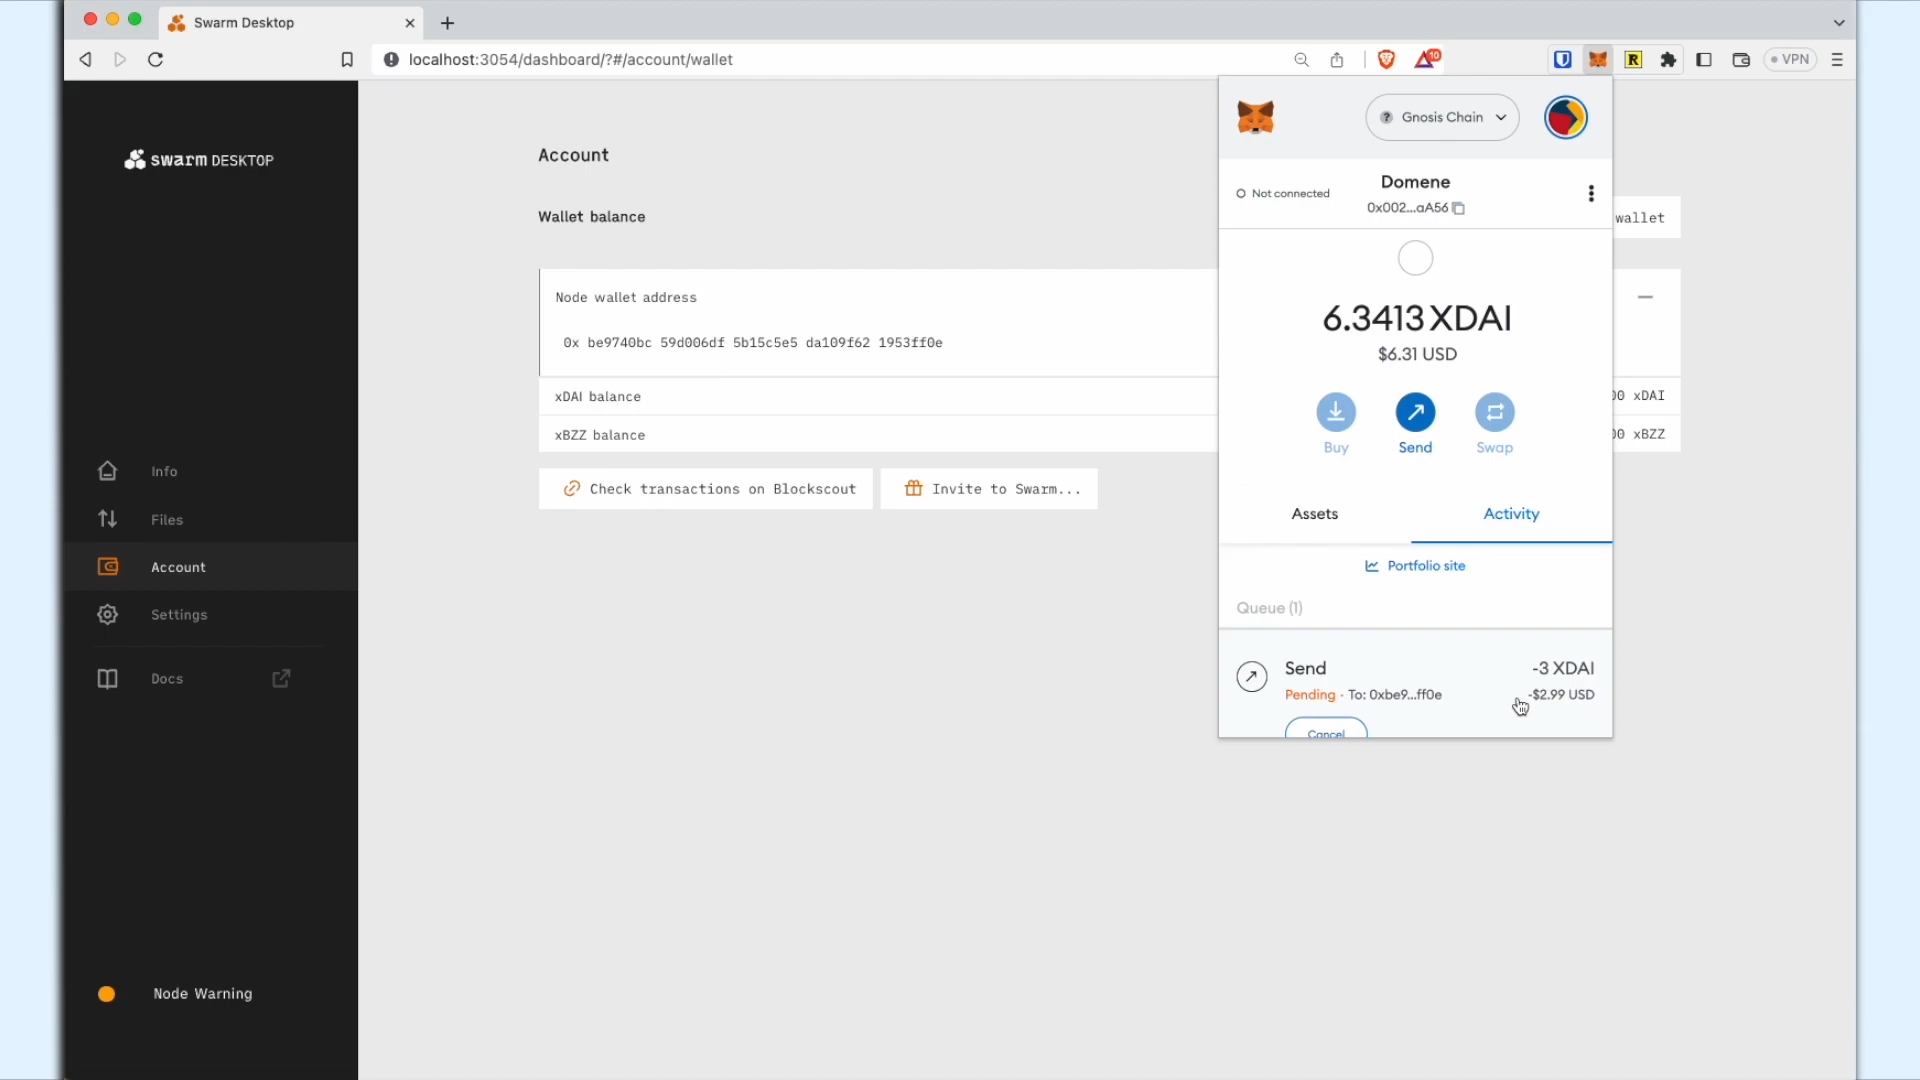 Swarm Desktop
localhost:3054/dashboard/?#/account/wallet
10
R
VPN
swarm DESKTOP
Info
Files
Account
Settings
Docs
Node Warning
Account
Wallet balance
wallet
Node wallet address
0x be9740bc 59d006df 5b15c5e5 da109f62 1953ff0e
xDAI balance
00 xDAI
xBZZ balance
00 xBZZ
Check transactions on Blockscout
Invite to Swarm...
? Gnosis Chain
Not connected
Domene
0x002...aA56
6.3413 XDAI
$6.31 USD
Buy
Send
Swap
Assets
Activity
Portfolio site
Queue (1)
Send
-3 XDAI
Pending · To: 0xbe9...ff0e
-$2.99 USD
Cancel